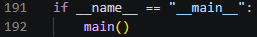 191 if __name__ == "__main__":
192     main()